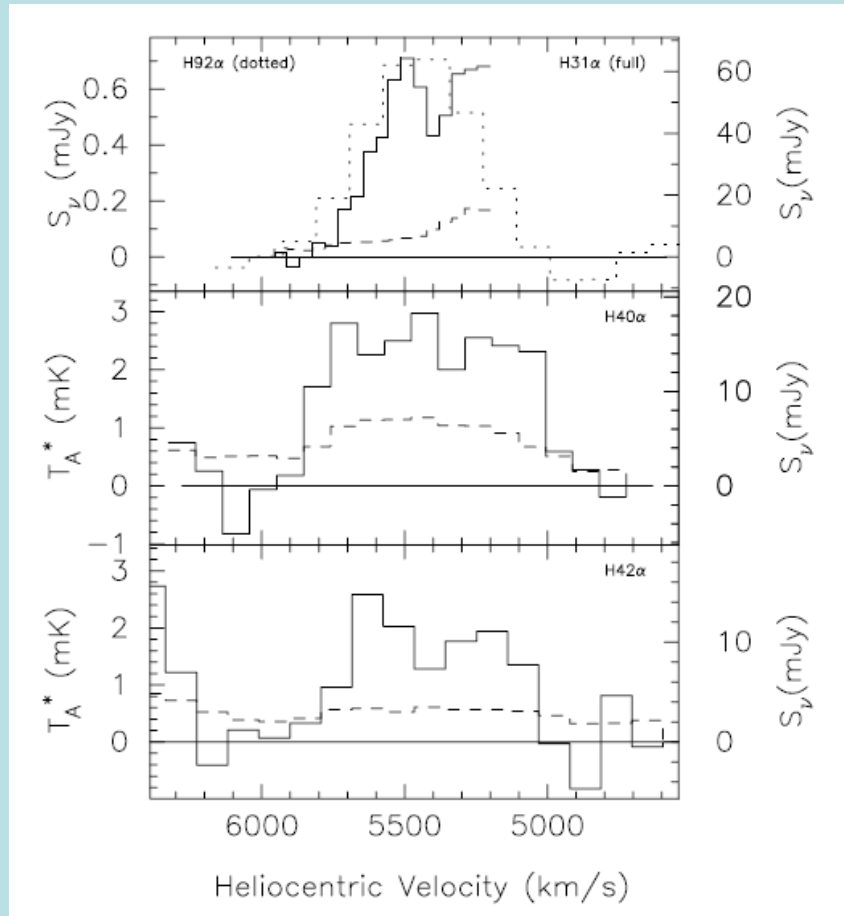 H92α (dotted)
H31α (full)
0.6
0.4
0.2
0
S_ν (mJy)
60
40
20
0
S_ν(mJy)
H40α
3
2
1
0
−1
T_A^* (mK)
20
10
0
S_ν(mJy)
H42α
3
2
1
0
T_A^* (mK)
10
0
S_ν(mJy)
6000
5500
5000
Heliocentric Velocity (km/s)